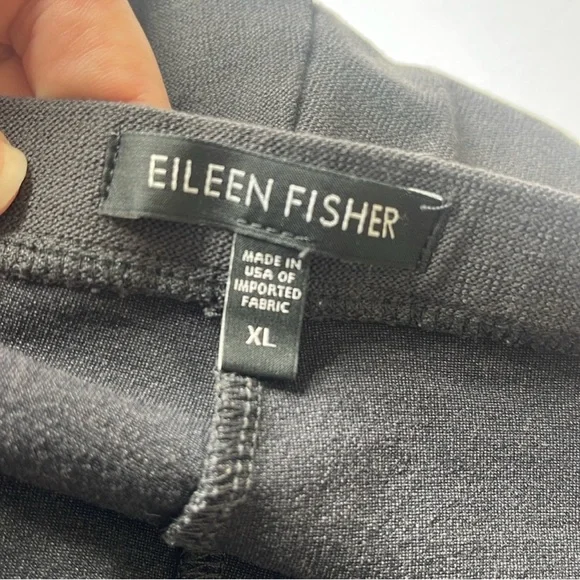 EILEEN FISHER
MADE IN
USA OF
IMPORTED
FABRIC
XL